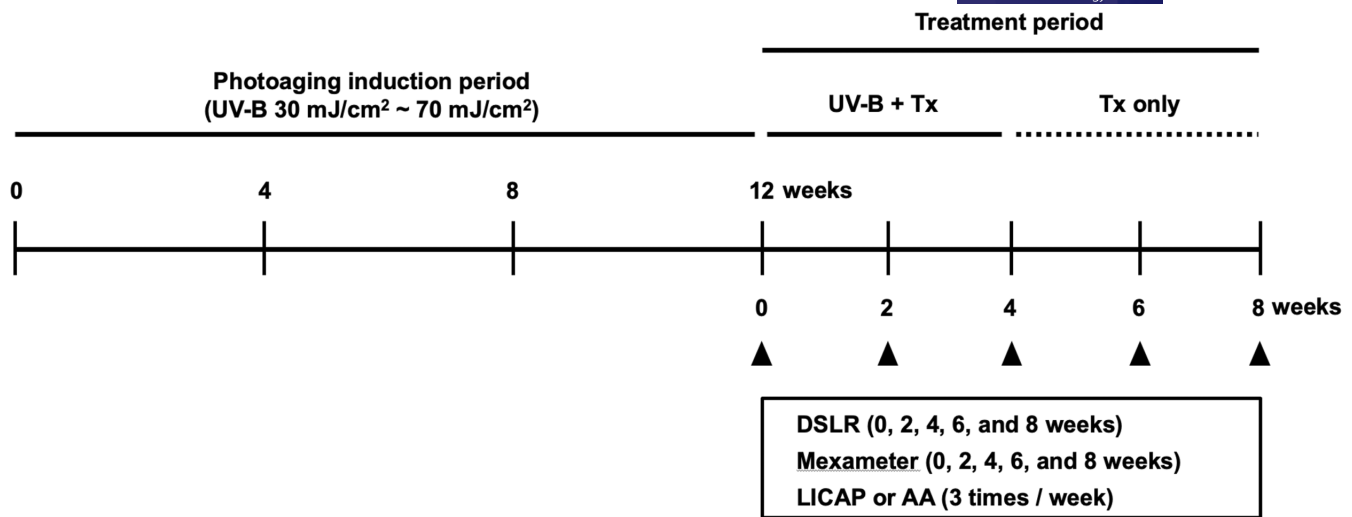 Treatment period
Photoaging induction period
(UV-B 30 mJ/cm² ~ 70 mJ/cm²)
UV-B + Tx
Tx only
0 4 8 12 weeks
0 2 4 6 8 weeks
DSLR (0, 2, 4, 6, and 8 weeks)
Mexameter (0, 2, 4, 6, and 8 weeks)
LICAP or AA (3 times / week)